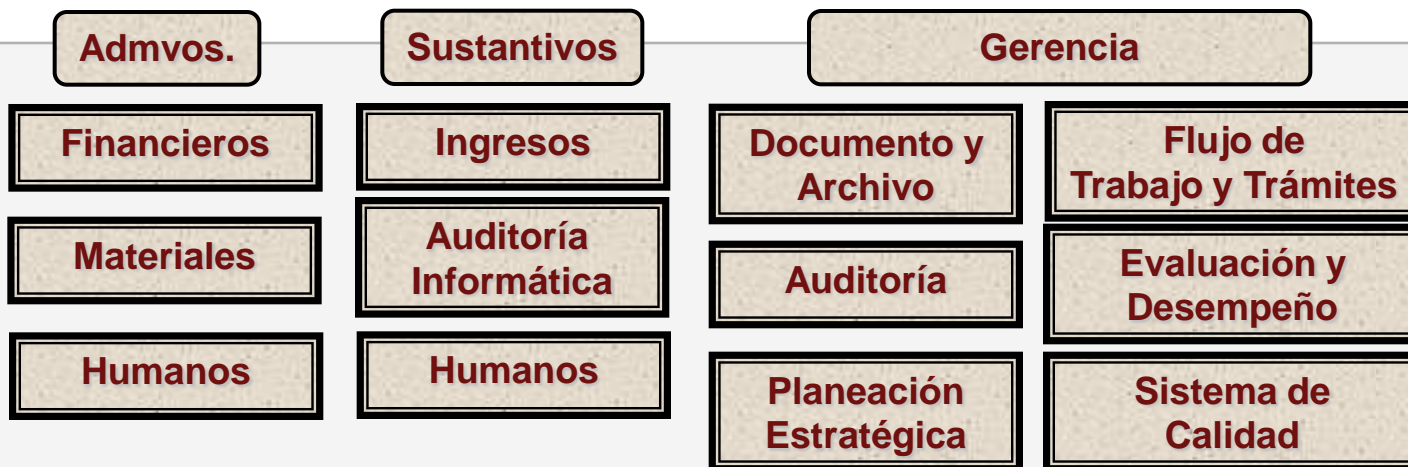 Admvos.
Sustantivos
Gerencia
Financieros
Materiales
Humanos
Ingresos
Auditoría
Informática
Humanos
Documento y
Archivo
Auditoría
Planeación
Estratégica
Flujo de
Trabajo y Trámites
Evaluación y
Desempeño
Sistema de
Calidad